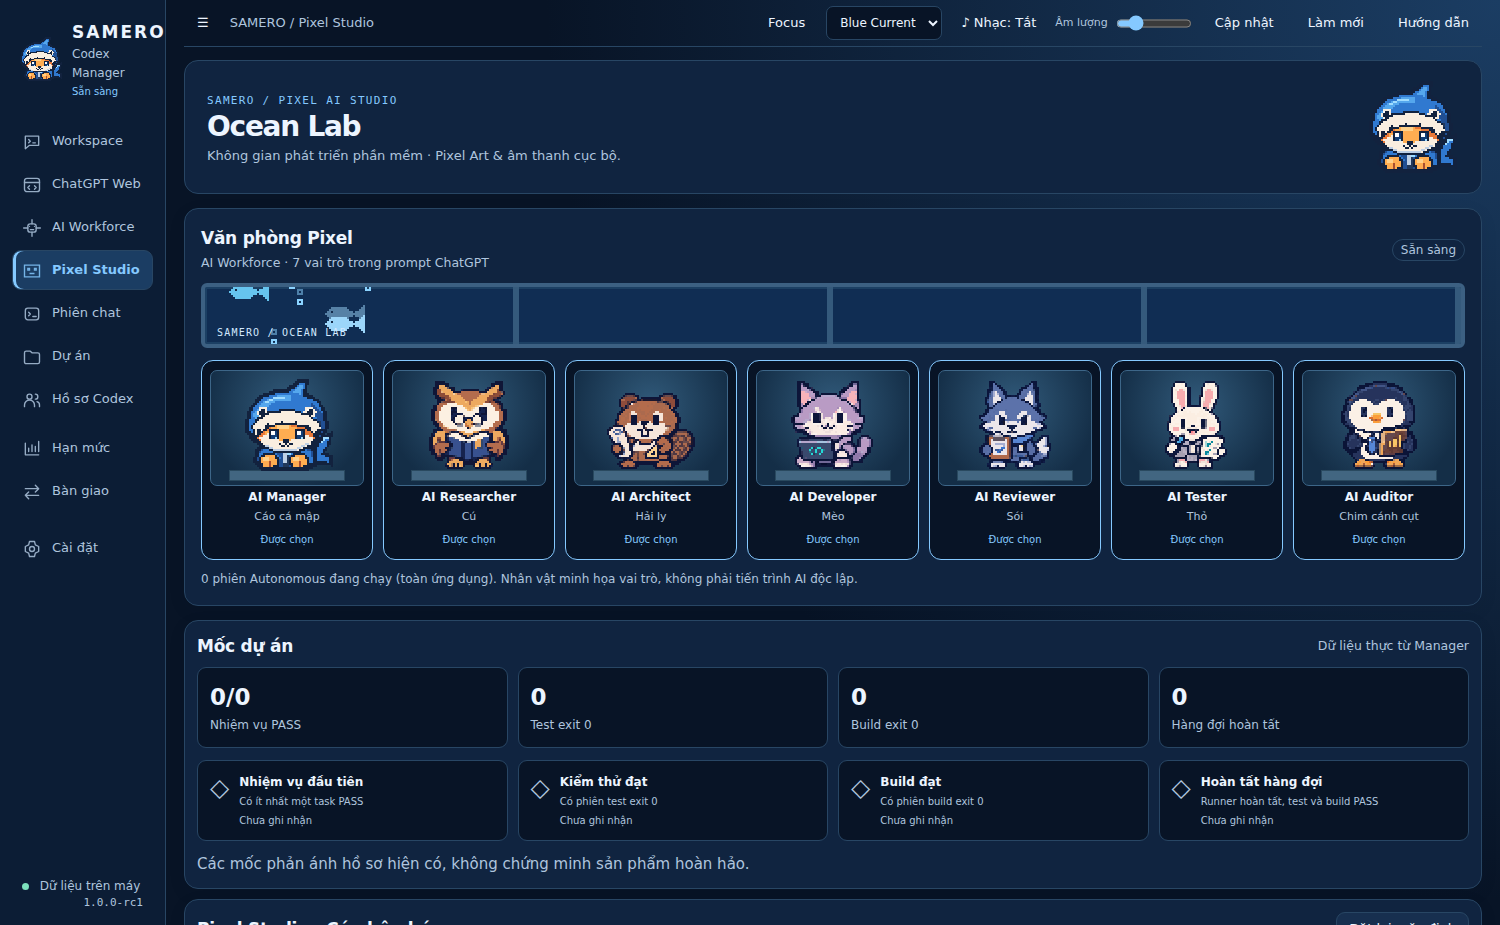 SAMERO
Codex
Manager
Sẵn sàng
Workspace
ChatGPT Web
AI Workforce
Pixel Studio
Phiên chat
Dự án
Hồ sơ Codex
Hạn mức
Bàn giao
Cài đặt
Dữ liệu trên máy
1.0.0-rc1
☰ SAMERO / Pixel Studio
Focus
Blue Current
♪ Nhạc: Tắt
Âm lượng
Cập nhật
Làm mới
Hướng dẫn
SAMERO / PIXEL AI STUDIO
Ocean Lab
Không gian phát triển phần mềm · Pixel Art & âm thanh cục bộ.
Văn phòng Pixel
AI Workforce · 7 vai trò trong prompt ChatGPT
Sẵn sàng
SAMERO / OCEAN LAB
AI Manager
Cáo cá mập
Được chọn
AI Researcher
Cú
Được chọn
AI Architect
Hải ly
Được chọn
AI Developer
Mèo
Được chọn
AI Reviewer
Sói
Được chọn
AI Tester
Thỏ
Được chọn
AI Auditor
Chim cánh cụt
Được chọn
0 phiên Autonomous đang chạy (toàn ứng dụng). Nhân vật minh họa vai trò, không phải tiến trình AI độc lập.
Mốc dự án
Dữ liệu thực từ Manager
0/0
Nhiệm vụ PASS
0
Test exit 0
0
Build exit 0
0
Hàng đợi hoàn tất
Nhiệm vụ đầu tiên
Có ít nhất một task PASS
Chưa ghi nhận
Kiểm thử đạt
Có phiên test exit 0
Chưa ghi nhận
Build đạt
Có phiên build exit 0
Chưa ghi nhận
Hoàn tất hàng đợi
Runner hoàn tất, test và build PASS
Chưa ghi nhận
Các mốc phản ánh hồ sơ hiện có, không chứng minh sản phẩm hoàn hảo.